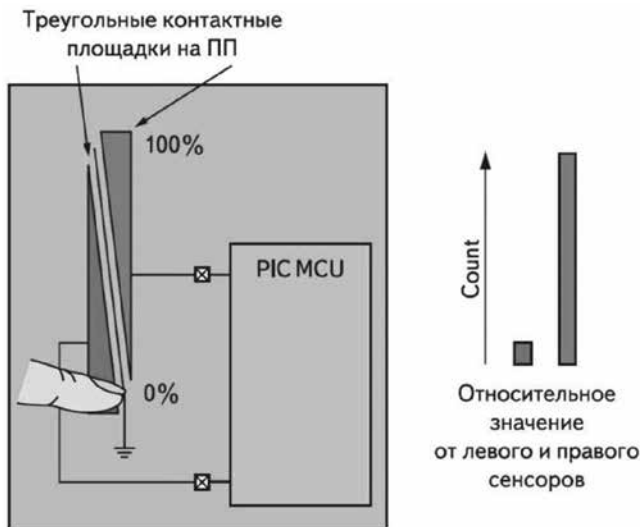 Треугольные контактные
площадки на ПП
100%
PIC MCU
0%
Count
Относительное
значение
от левого и правого
сенсоров